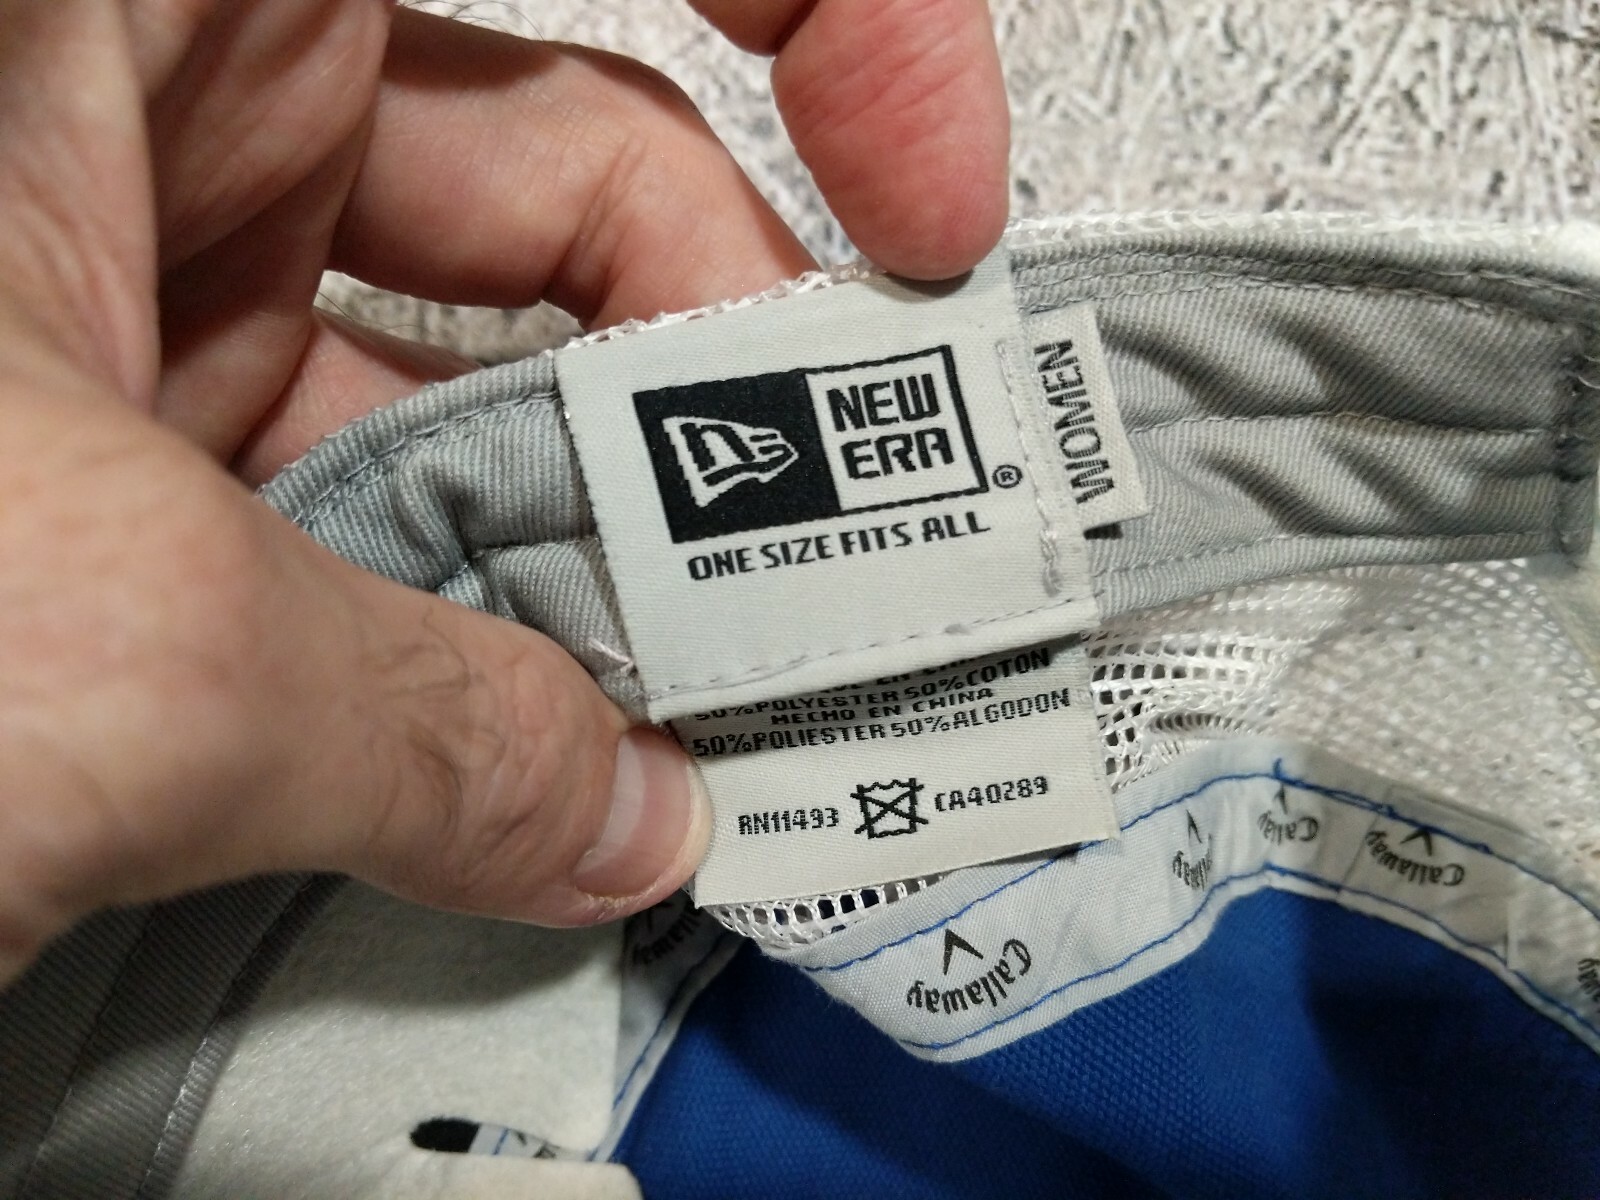 NEW
ERA
®
ONE SIZE FITS ALL
WOMEN
50%POLYESTER 50%COTON
HECHO EN CHINA
50%POLIESTER 50%ALGODON
RN11493
CA40289
Callaway
Callaway
Callaway
Callaway